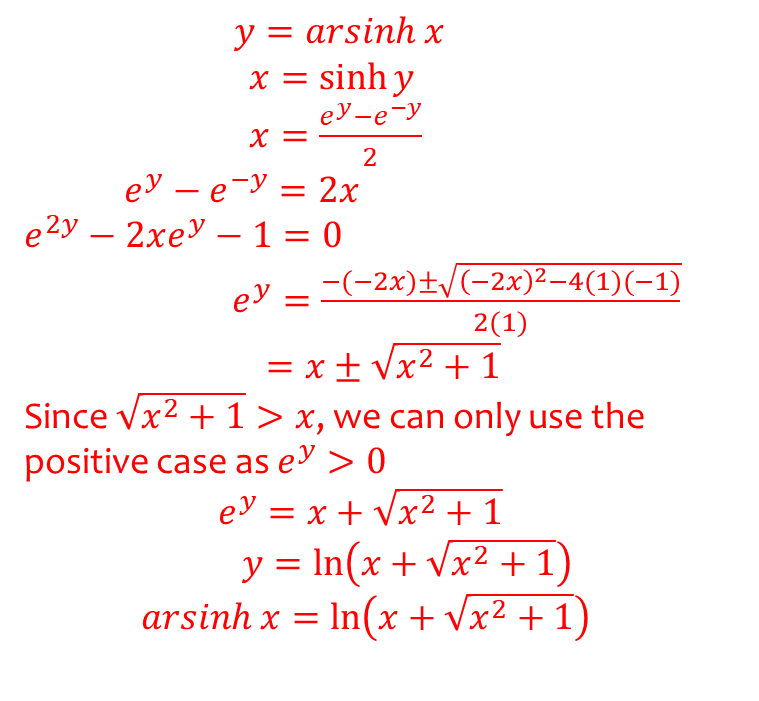 y = arsinh x
x = sinh y
x = (e^y−e^−y)/2
e^y − e^−y = 2x
e^2y − 2xe^y − 1 = 0
e^y = (−(−2x)±√((−2x)²−4(1)(−1)))/(2(1))
= x ± √(x² + 1)
Since √(x² + 1) > x, we can only use the
positive case as e^y > 0
e^y = x + √(x² + 1)
y = ln(x + √(x² + 1))
arsinh x = ln(x + √(x² + 1))